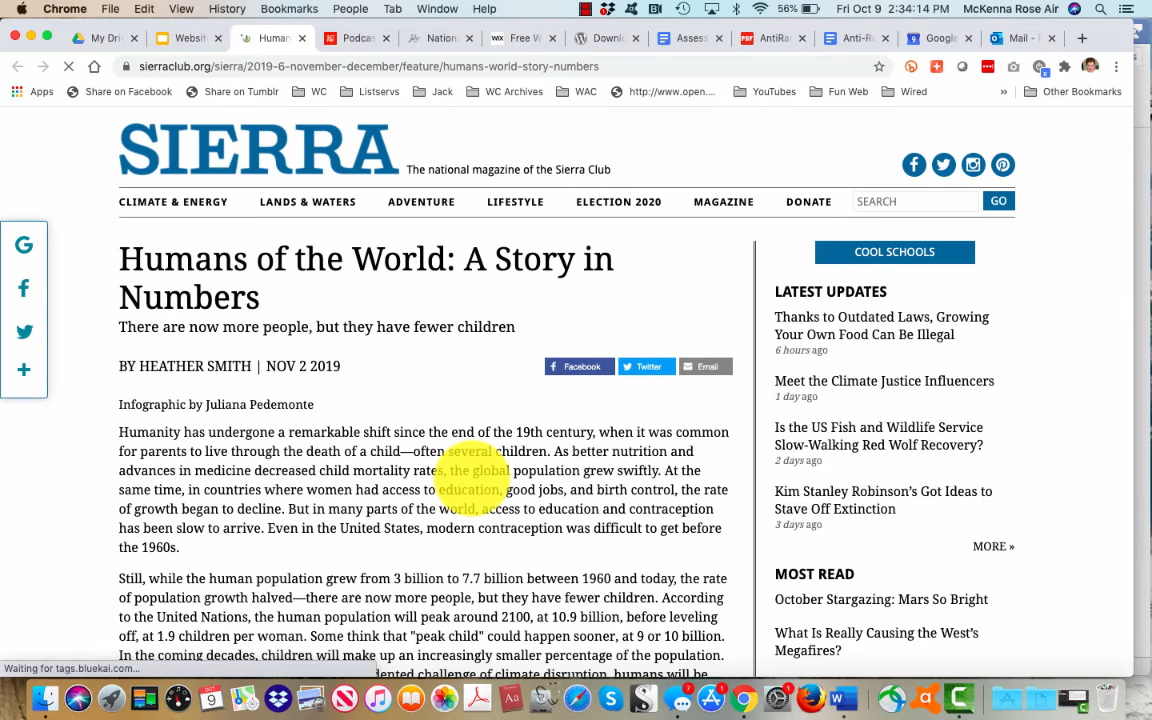 Chrome File Edit View History Bookmarks People Tab Window Help 56% Fri Oct 9 2:34:14 PM McKenna Rose Air
My Dri Websit Human Podcas Nation Free W Downl Assess AntiRa Anti-R Google Mail -
sierraclub.org/sierra/2019-6-november-december/feature/humans-world-story-numbers
Apps Share on Facebook Share on Tumblr WC Listservs Jack WC Archives WAC http://www.open.... YouTubes Fun Web Wired » Other Bookmarks
SIERRA The national magazine of the Sierra Club
CLIMATE & ENERGY LANDS & WATERS ADVENTURE LIFESTYLE ELECTION 2020 MAGAZINE DONATE SEARCH GO
Humans of the World: A Story in
Numbers
There are now more people, but they have fewer children
BY HEATHER SMITH | NOV 2 2019
Facebook Twitter Email
Infographic by Juliana Pedemonte
Humanity has undergone a remarkable shift since the end of the 19th century, when it was common
for parents to live through the death of a child—often several children. As better nutrition and
advances in medicine decreased child mortality rates, the global population grew swiftly. At the
same time, in countries where women had access to education, good jobs, and birth control, the rate
of growth began to decline. But in many parts of the world, access to education and contraception
has been slow to arrive. Even in the United States, modern contraception was difficult to get before
the 1960s.
Still, while the human population grew from 3 billion to 7.7 billion between 1960 and today, the rate
of population growth halved—there are now more people, but they have fewer children. According
to the United Nations, the human population will peak around 2100, at 10.9 billion, before leveling
off, at 1.9 children per woman. Some think that "peak child" could happen sooner, at 9 or 10 billion.
In the coming decades, children will make up an increasingly smaller percentage of the population.
dented challenge of climate disruption, humans will be
COOL SCHOOLS
LATEST UPDATES
Thanks to Outdated Laws, Growing
Your Own Food Can Be Illegal
6 hours ago
Meet the Climate Justice Influencers
1 day ago
Is the US Fish and Wildlife Service
Slow-Walking Red Wolf Recovery?
2 days ago
Kim Stanley Robinson's Got Ideas to
Stave Off Extinction
3 days ago
MORE »
MOST READ
October Stargazing: Mars So Bright
What Is Really Causing the West's
Megafires?
Waiting for tags.bluekai.com...